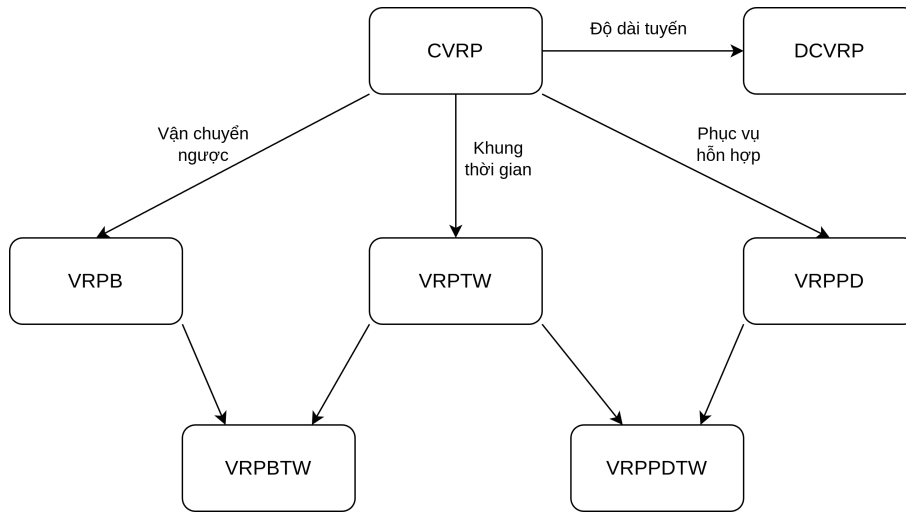 Độ dài tuyến
CVRP
DCVRP
Vận chuyển
ngược
Khung
thời gian
Phục vụ
hỗn hợp
VRPB
VRPTW
VRPPD
VRPBTW
VRPPDTW